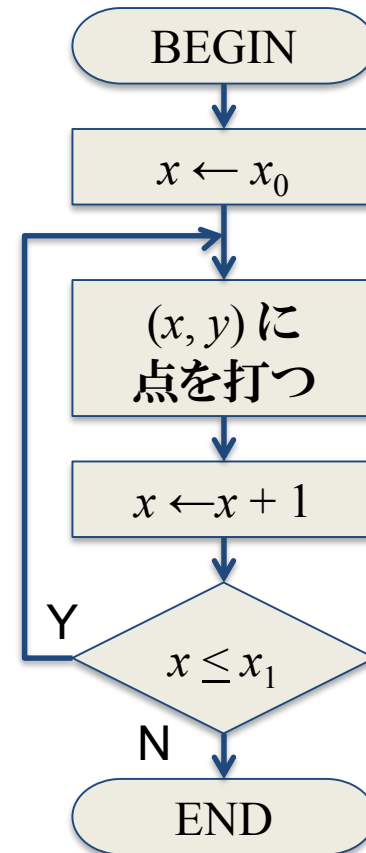 BEGIN
x ← x₀
(x, y) に
点を打つ
x ←x + 1
Y
x ≤ x₁
N
END